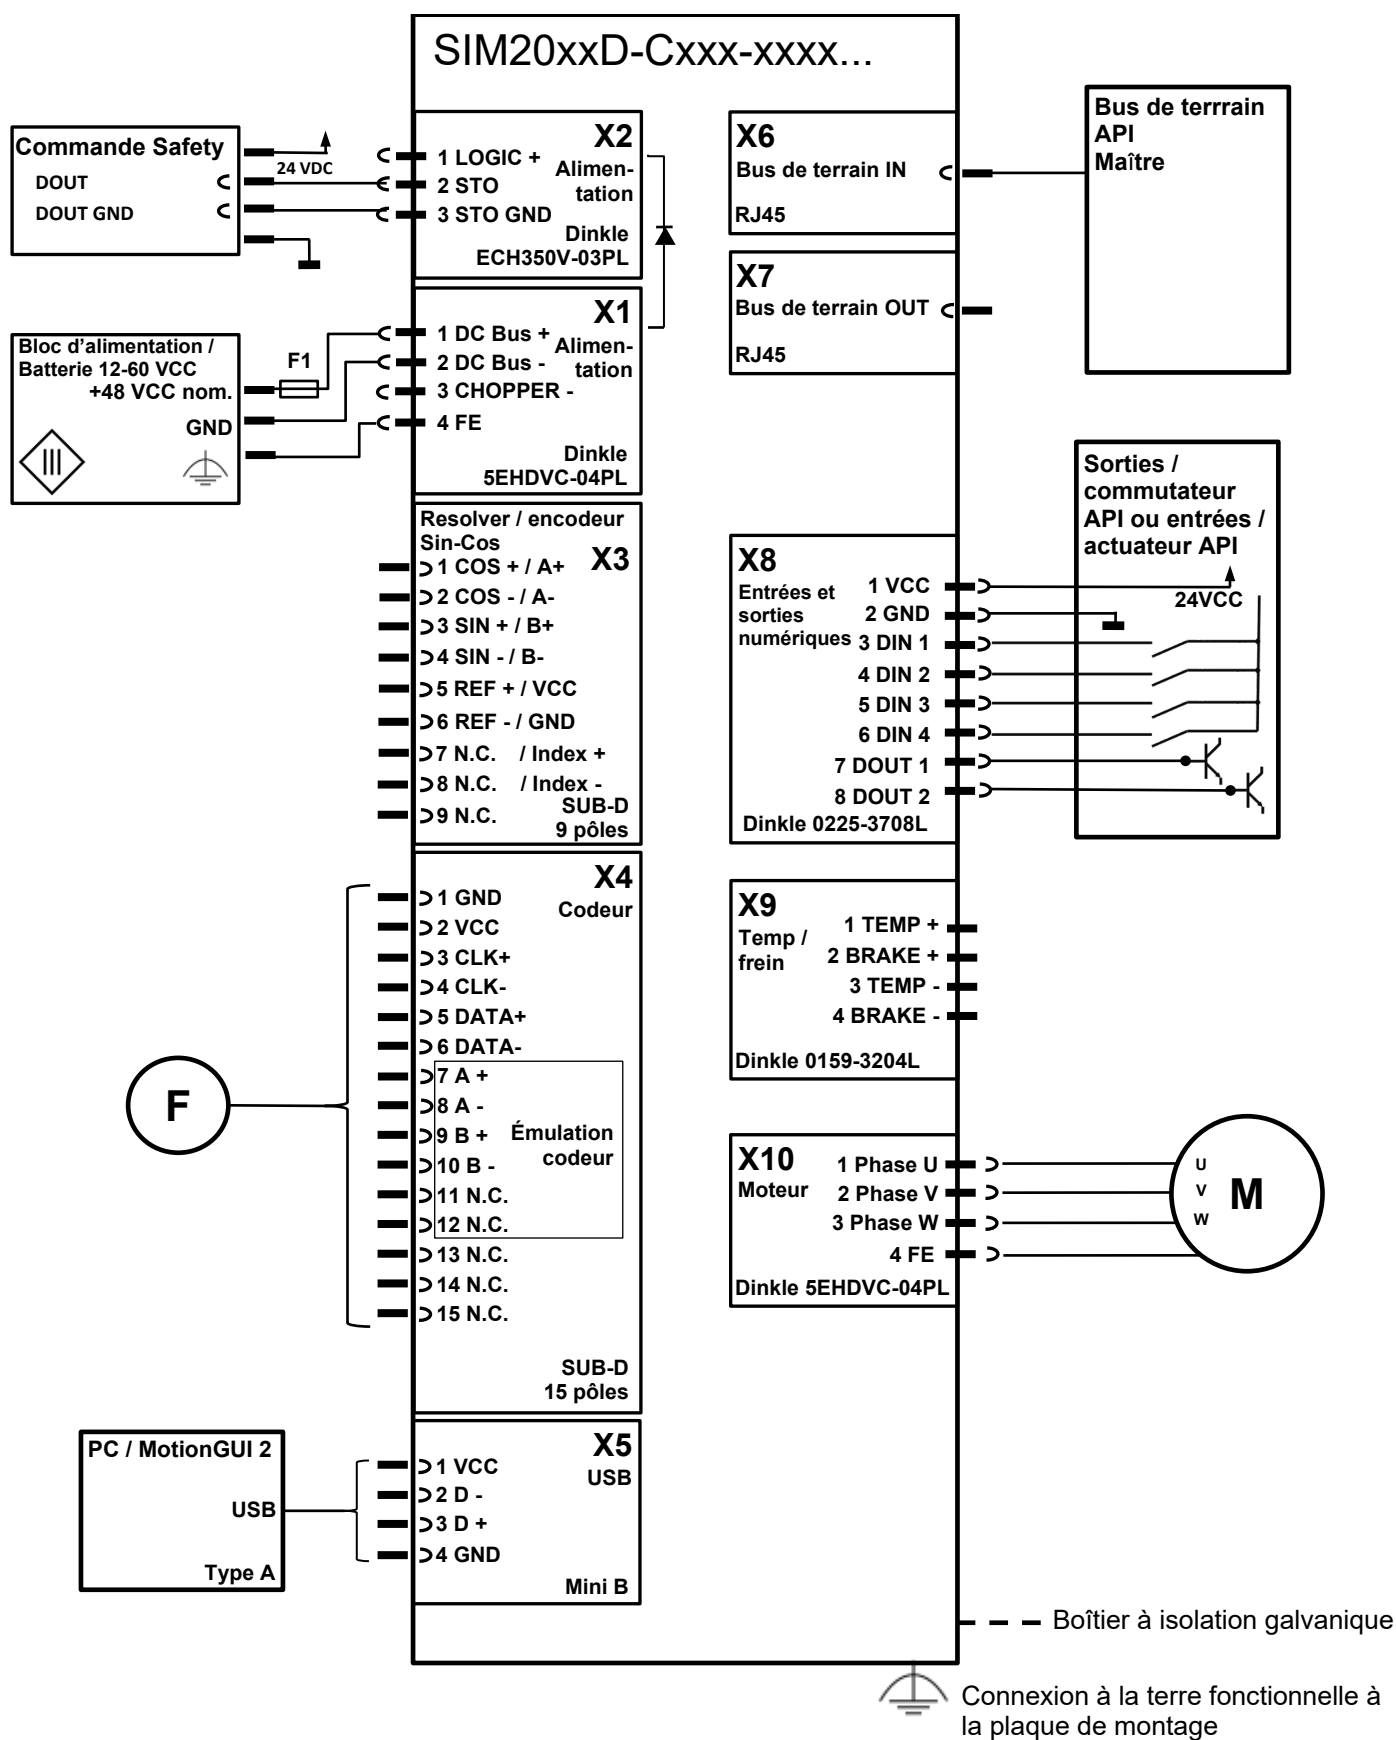 SIM20xxD-Cxxx-xxxx...
Commande Safety
DOUT
DOUT GND
24 VDC
X2
1 LOGIC +
2 STO
3 STO GND
Alimen-
tation
Dinkle
ECH350V-03PL
Bloc d'alimentation /
Batterie 12-60 VCC
+48 VCC nom.
GND
III
F1
X1
1 DC Bus +
2 DC Bus -
3 CHOPPER -
4 FE
Alimen-
tation
Dinkle
5EHDVC-04PL
Resolver / encodeur
Sin-Cos
X3
1 COS + / A+
2 COS - / A-
3 SIN + / B+
4 SIN - / B-
5 REF + / VCC
6 REF - / GND
7 N.C. / Index +
8 N.C. / Index -
9 N.C.
SUB-D
9 pôles
X4
Codeur
1 GND
2 VCC
3 CLK+
4 CLK-
5 DATA+
6 DATA-
7 A +
8 A -
9 B +
10 B -
11 N.C.
12 N.C.
13 N.C.
14 N.C.
15 N.C.
Émulation
codeur
SUB-D
15 pôles
F
PC / MotionGUI 2
USB
Type A
X5
USB
1 VCC
2 D -
3 D +
4 GND
Mini B
X6
Bus de terrain IN
RJ45
X7
Bus de terrain OUT
RJ45
Bus de terrrain
API
Maître
X8
Entrées et
sorties
numériques
1 VCC
2 GND
3 DIN 1
4 DIN 2
5 DIN 3
6 DIN 4
7 DOUT 1
8 DOUT 2
Dinkle 0225-3708L
Sorties /
commutateur
API ou entrées /
actuateur API
24VCC
X9
Temp /
frein
1 TEMP +
2 BRAKE +
3 TEMP -
4 BRAKE -
Dinkle 0159-3204L
X10
Moteur
1 Phase U
2 Phase V
3 Phase W
4 FE
Dinkle 5EHDVC-04PL
U
V
W
M
Boîtier à isolation galvanique
Connexion à la terre fonctionnelle à
la plaque de montage